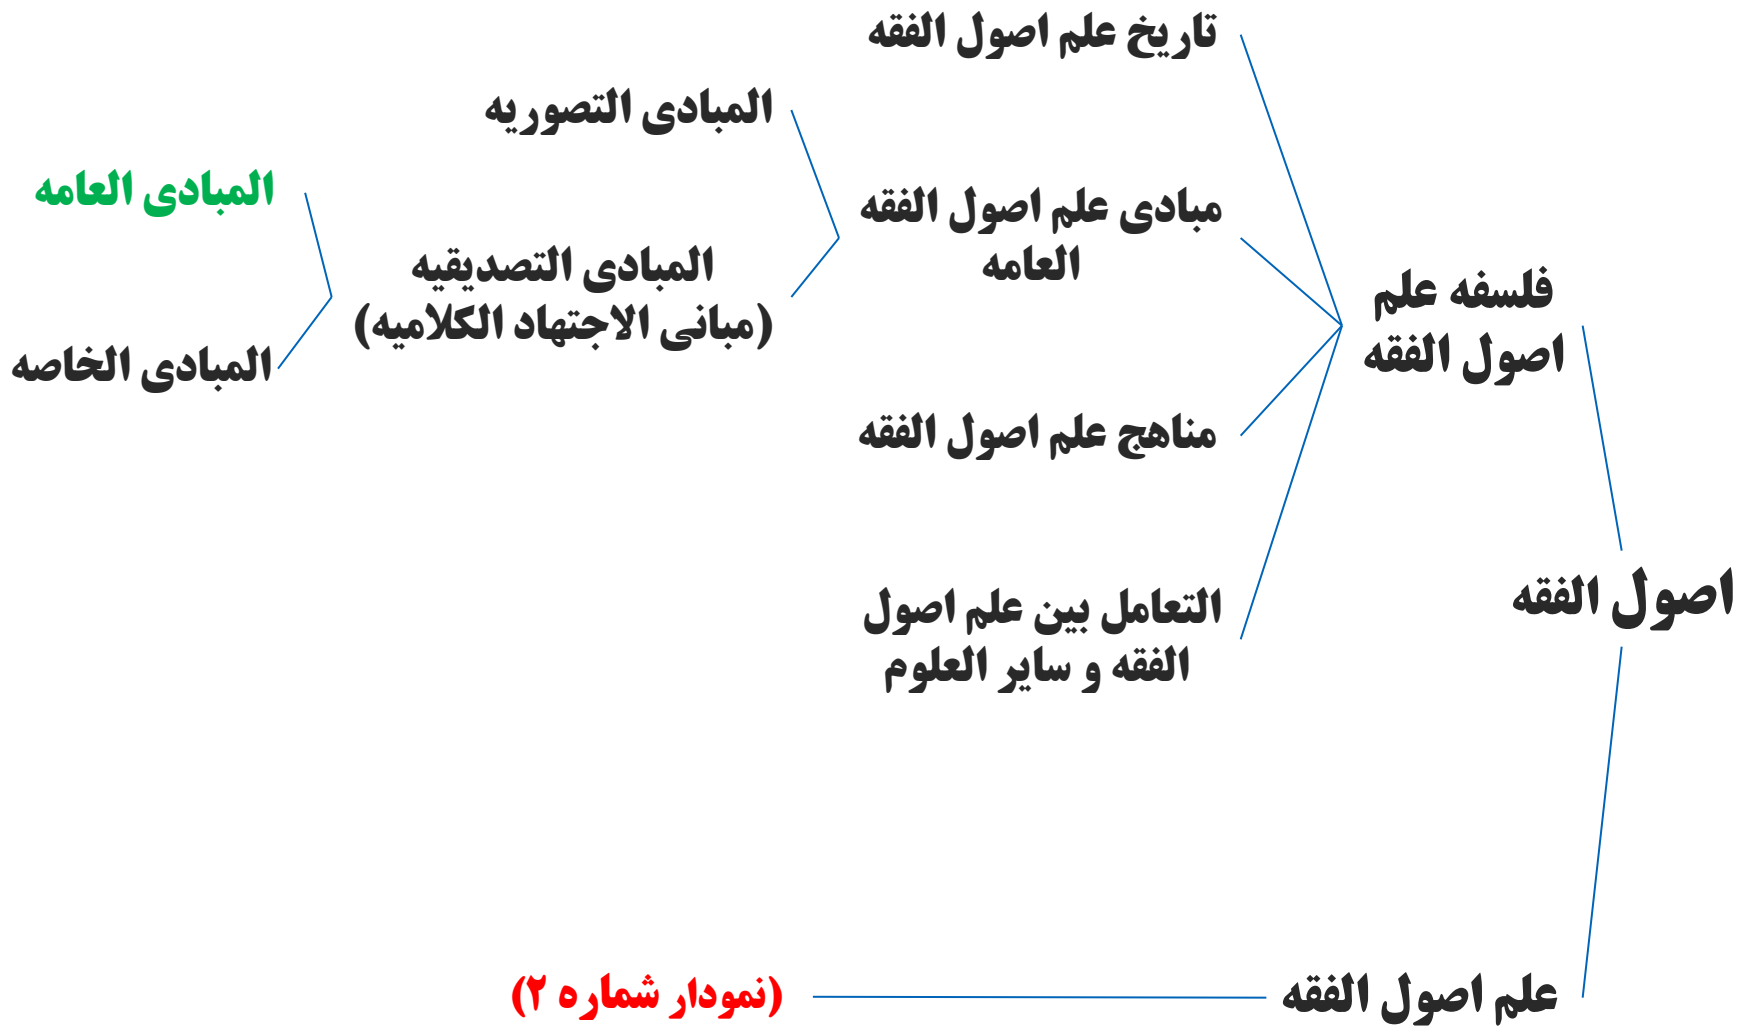 تاریخ علم اصول الفقه
المبادی التصوریه
المبادی العامه
مبادی علم اصول الفقه
العامه
المبادی التصدیقیه
(مبانی الاجتهاد الکلامیه)
فلسفه علم
اصول الفقه
المبادی الخاصه
مناهج علم اصول الفقه
اصول الفقه
التعامل بین علم اصول
الفقه و سایر العلوم
علم اصول الفقه
(نمودار شماره ۲)